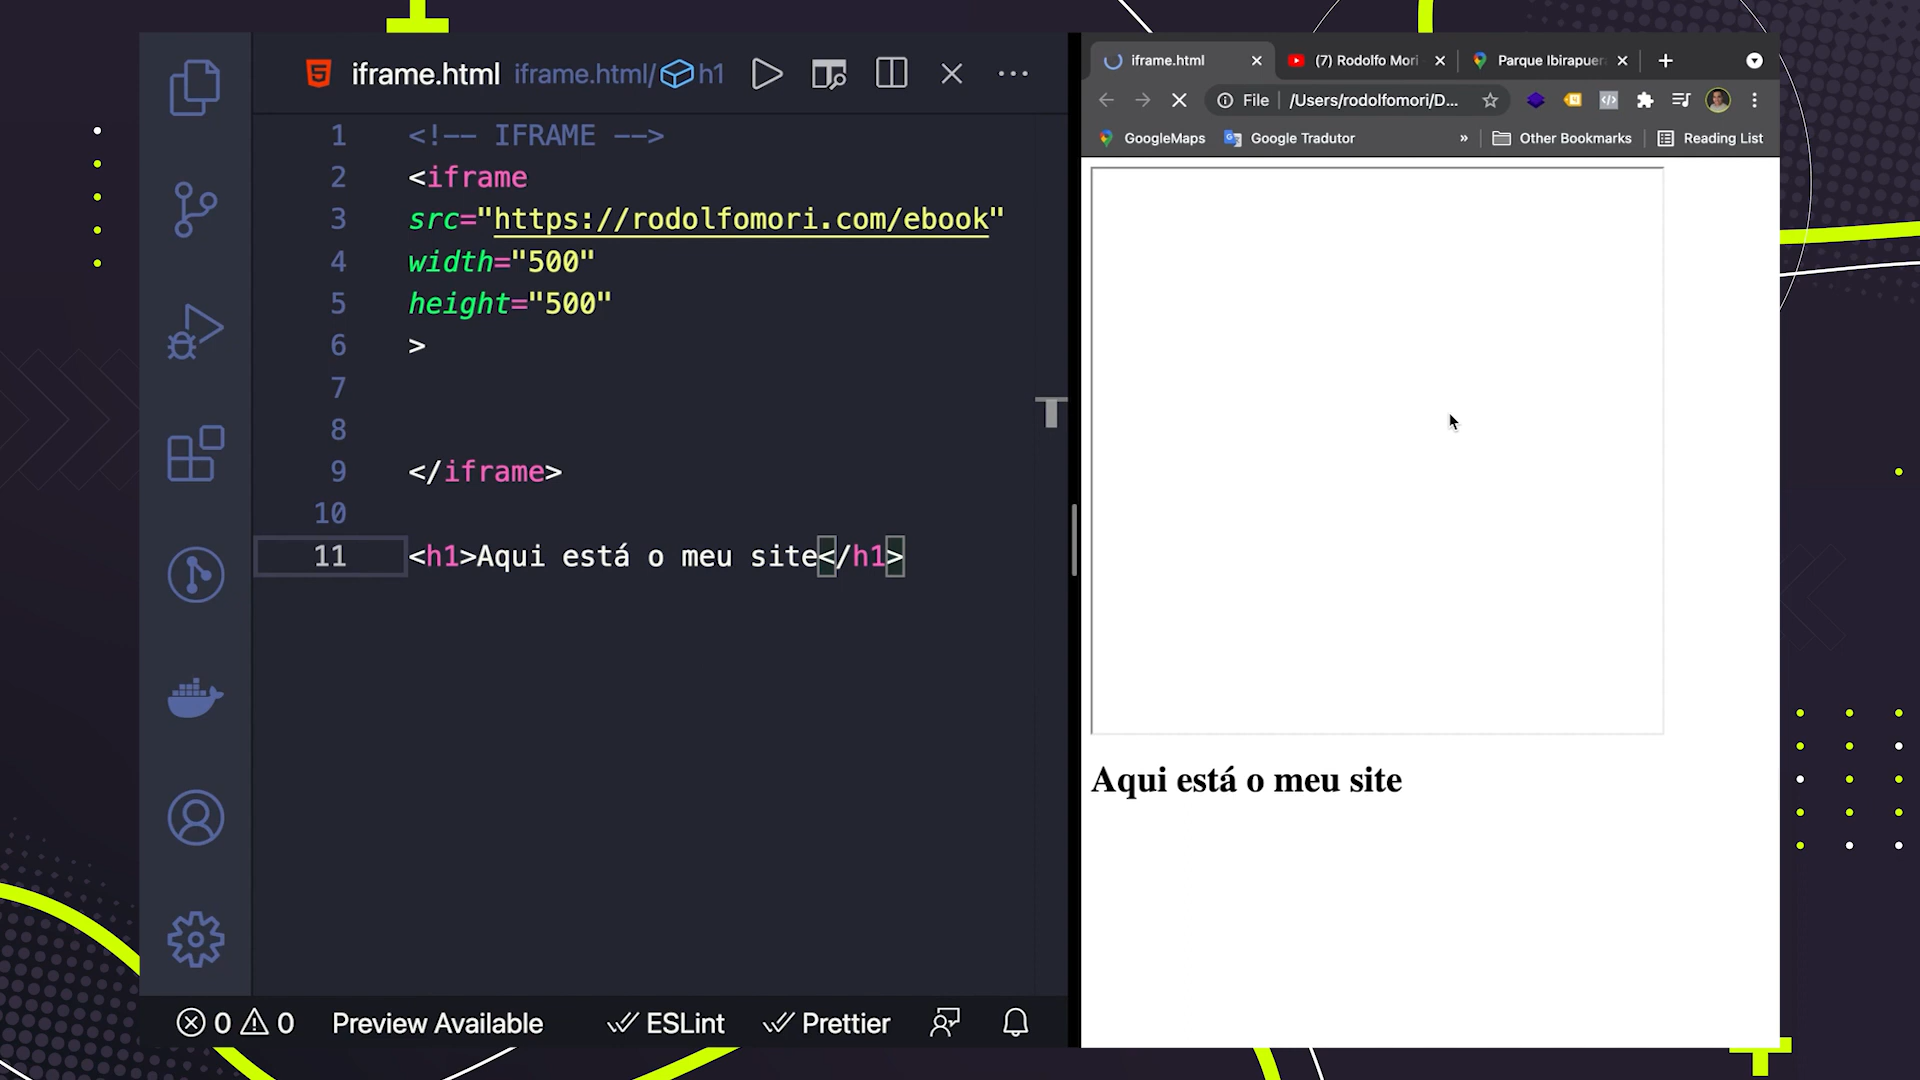 iframe.html iframe.html/ h1
1 <!-- IFRAME -->
2 <iframe
3 src="https://rodolfomori.com/ebook"
4 width="500"
5 height="500"
6 >
7
8
9 </iframe>
10
11 <h1>Aqui está o meu site</h1>
0 0 Preview Available ESLint Prettier
iframe.html (7) Rodolfo Mori Parque Ibirapuer
File /Users/rodolfomori/D...
GoogleMaps Google Tradutor » Other Bookmarks Reading List
Aqui está o meu site